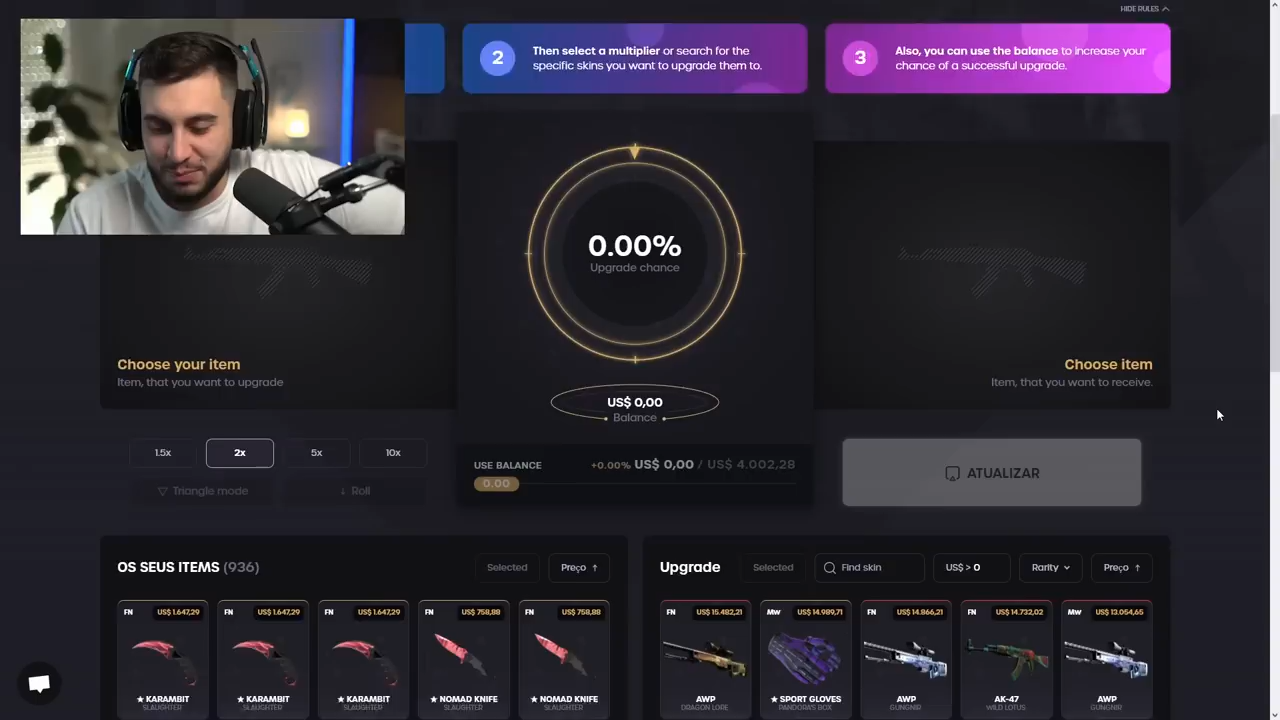 HIDE RULES
2
Then select a multiplier or search for the
specific skins you want to upgrade them to.
3
Also, you can use the balance to increase your
chance of a successful upgrade.
0.00%
Upgrade chance
Choose your item
Item, that you want to upgrade
Choose item
Item, that you want to receive.
US$ 0,00
Balance
1.5x
2x
5x
10x
Triangle mode
Roll
USE BALANCE
+0.00% US$ 0,00 / US$ 4.002,28
0.00
ATUALIZAR
OS SEUS ITEMS (936)
Selected
Preço ↑
Upgrade
Selected
Find skin
US$ > 0
Rarity
Preço ↑
FN US$ 1.647,29
FN US$ 1.647,29
FN US$ 1.647,29
FN US$ 758,88
FN US$ 758,88
FN US$ 15.482,21
MW US$ 14.989,71
FN US$ 14.866,21
FN US$ 14.732,02
MW US$ 13.054,65
★ KARAMBIT
SLAUGHTER
★ KARAMBIT
SLAUGHTER
★ KARAMBIT
SLAUGHTER
★ NOMAD KNIFE
SLAUGHTER
★ NOMAD KNIFE
SLAUGHTER
AWP
DRAGON LORE
★ SPORT GLOVES
PANDORA'S BOX
AWP
GUNGNIR
AK-47
WILD LOTUS
AWP
GUNGNIR